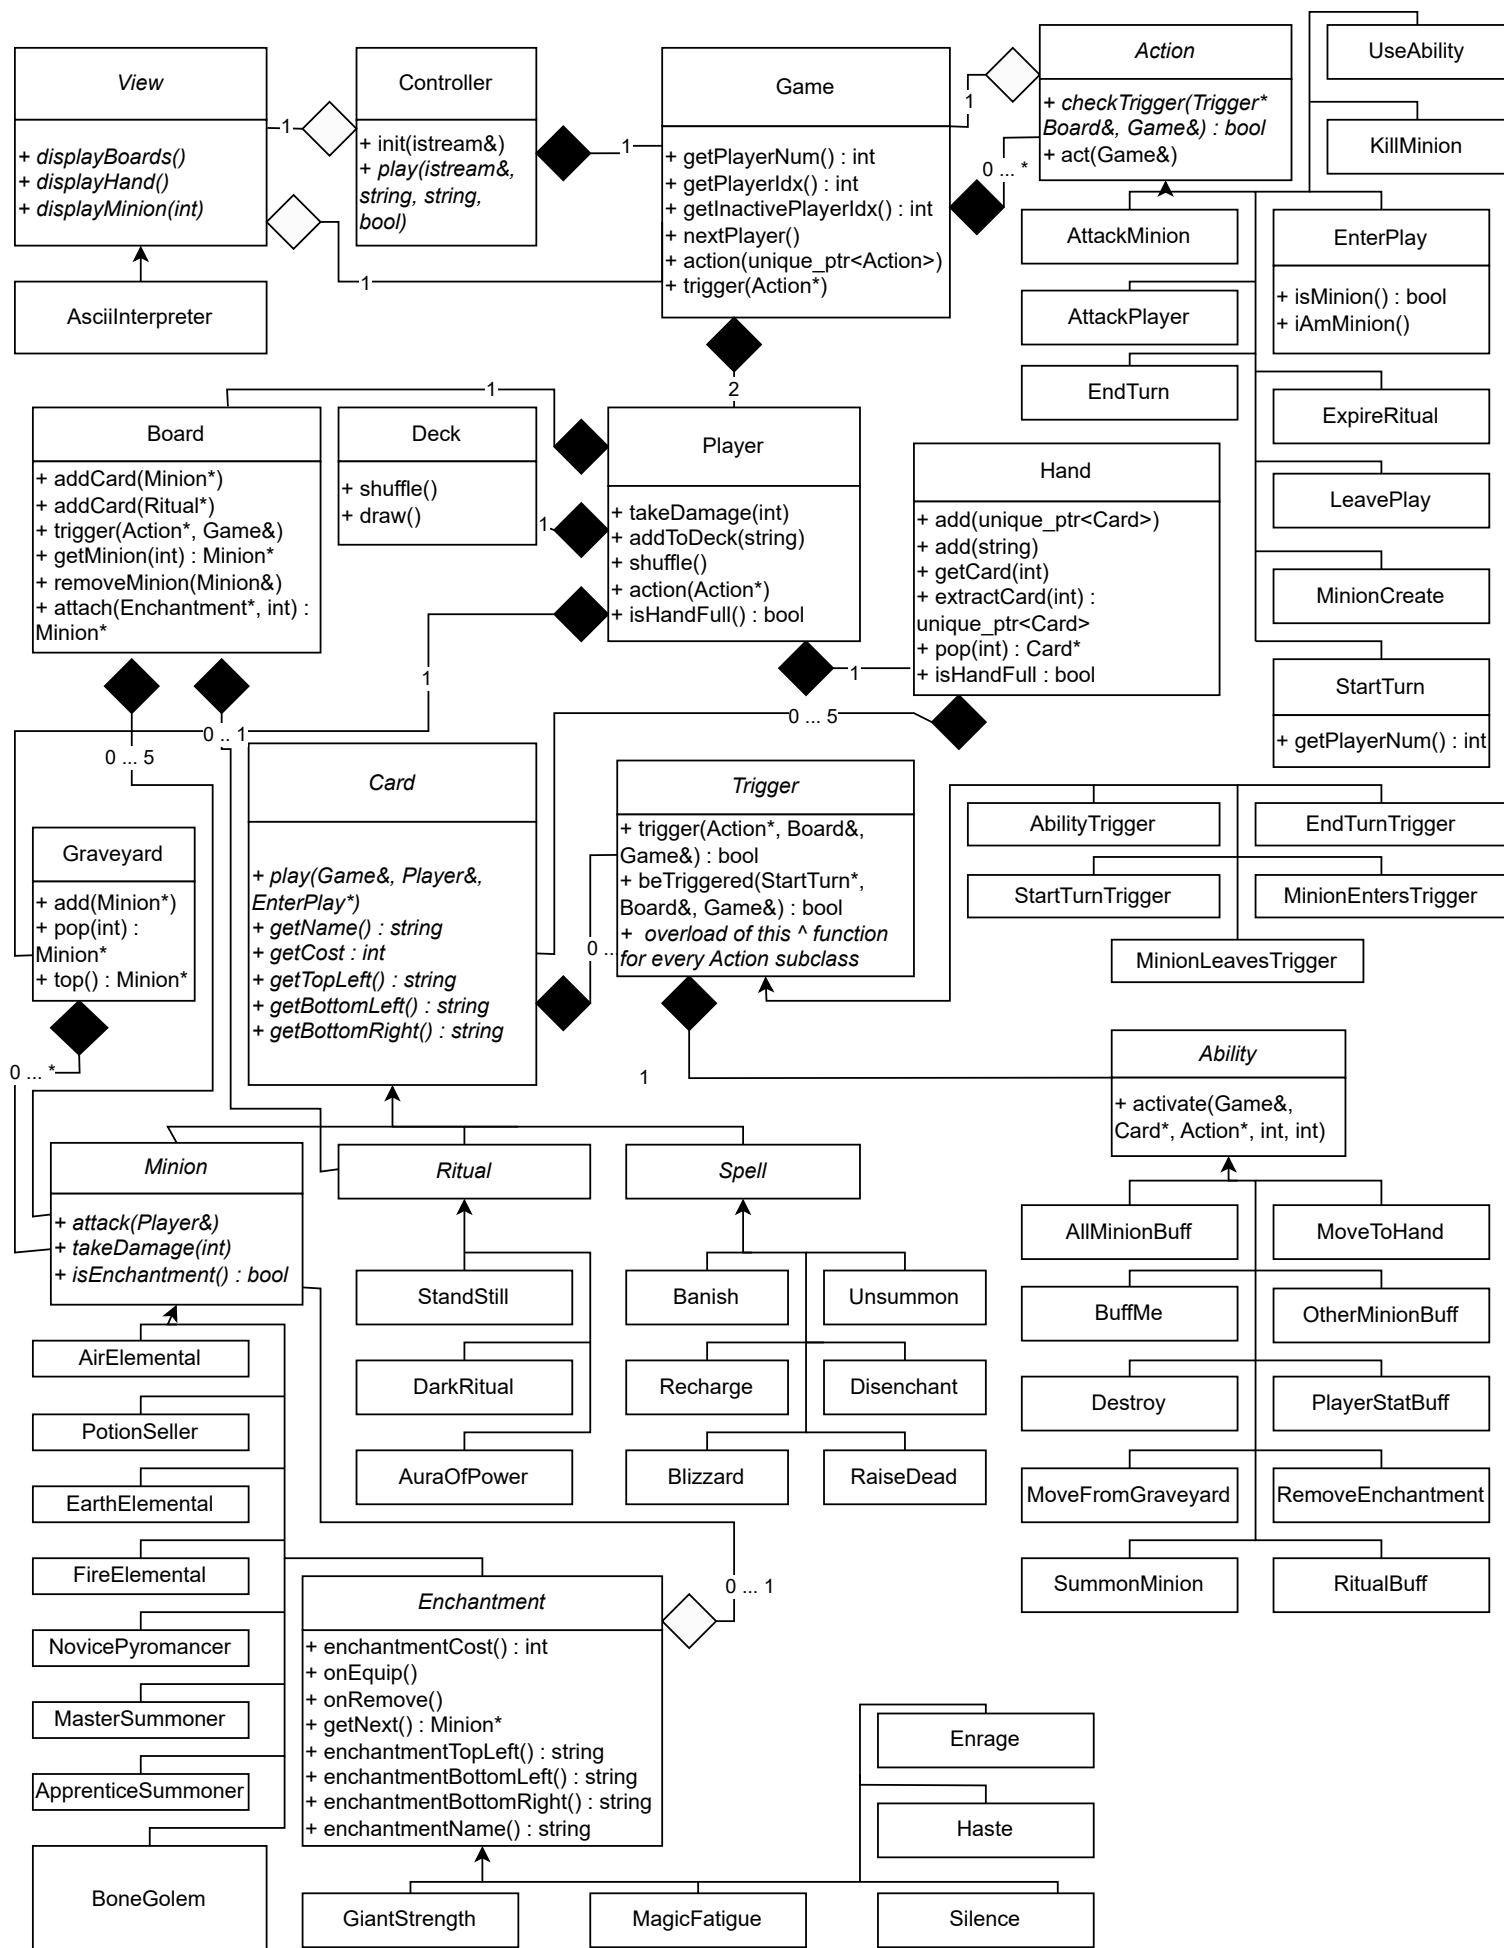 View
+ displayBoards()
+ displayHand()
+ displayMinion(int)
AsciiInterpreter
1
1
Controller
+ init(istream&)
+ play(istream&,
string, string,
bool)
1
Game
+ getPlayerNum() : int
+ getPlayerIdx() : int
+ getInactivePlayerIdx() : int
+ nextPlayer()
+ action(unique_ptr<Action>)
+ trigger(Action*)
1
0 ... *
2
Action
+ checkTrigger(Trigger*
Board&, Game&) : bool
+ act(Game&)
UseAbility
KillMinion
AttackMinion
EnterPlay
+ isMinion() : bool
+ iAmMinion()
AttackPlayer
EndTurn
ExpireRitual
LeavePlay
MinionCreate
StartTurn
+ getPlayerNum() : int
1
Board
+ addCard(Minion*)
+ addCard(Ritual*)
+ trigger(Action*, Game&)
+ getMinion(int) : Minion*
+ removeMinion(Minion&)
+ attach(Enchantment*, int) :
Minion*
Deck
+ shuffle()
+ draw()
1
Player
+ takeDamage(int)
+ addToDeck(string)
+ shuffle()
+ action(Action*)
+ isHandFull() : bool
1
1
Hand
+ add(unique_ptr<Card>)
+ add(string)
+ getCard(int)
+ extractCard(int) :
unique_ptr<Card>
+ pop(int) : Card*
+ isHandFull : bool
0 ... 5
0 .. 1
0 ... 5
Graveyard
+ add(Minion*)
+ pop(int) :
Minion*
+ top() : Minion*
0 ... *
Card
+ play(Game&, Player&,
EnterPlay*)
+ getName() : string
+ getCost : int
+ getTopLeft() : string
+ getBottomLeft() : string
+ getBottomRight() : string
0 ...
Trigger
+ trigger(Action*, Board&,
Game&) : bool
+ beTriggered(StartTurn*,
Board&, Game&) : bool
+ overload of this ^ function
for every Action subclass
1
AbilityTrigger
EndTurnTrigger
StartTurnTrigger
MinionEntersTrigger
MinionLeavesTrigger
Ability
+ activate(Game&,
Card*, Action*, int, int)
AllMinionBuff
MoveToHand
BuffMe
OtherMinionBuff
Destroy
PlayerStatBuff
MoveFromGraveyard
RemoveEnchantment
SummonMinion
RitualBuff
Minion
+ attack(Player&)
+ takeDamage(int)
+ isEnchantment() : bool
Ritual
Spell
StandStill
DarkRitual
AuraOfPower
Banish
Unsummon
Recharge
Disenchant
Blizzard
RaiseDead
AirElemental
PotionSeller
EarthElemental
FireElemental
NovicePyromancer
MasterSummoner
ApprenticeSummoner
BoneGolem
0 ... 1
Enchantment
+ enchantmentCost() : int
+ onEquip()
+ onRemove()
+ getNext() : Minion*
+ enchantmentTopLeft() : string
+ enchantmentBottomLeft() : string
+ enchantmentBottomRight() : string
+ enchantmentName() : string
Enrage
Haste
GiantStrength
MagicFatigue
Silence